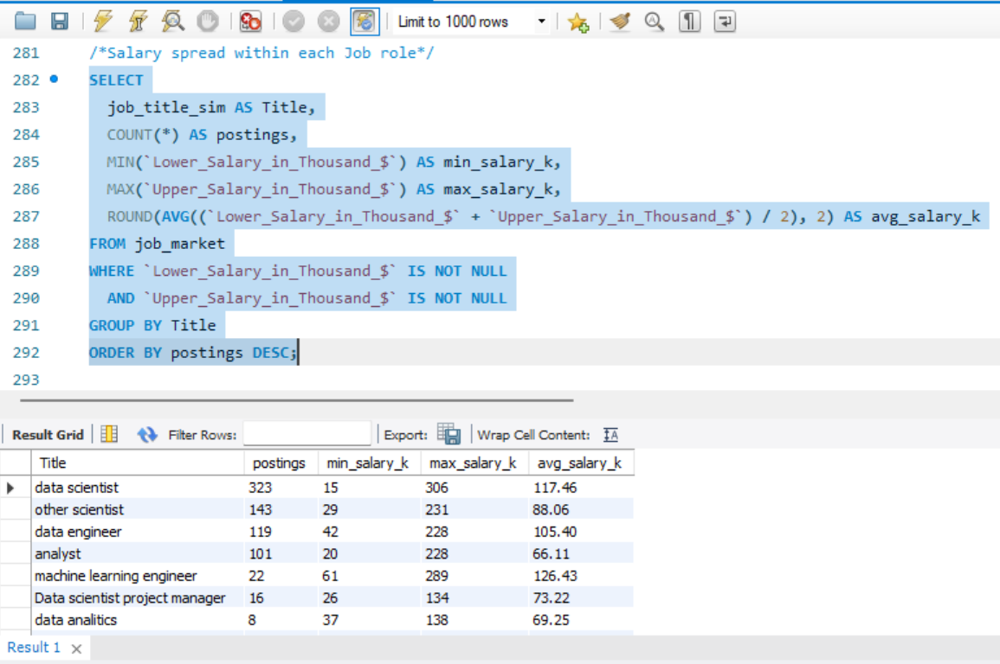 Limit to 1000 rows
281 /*Salary spread within each Job role*/
282 SELECT
283 job_title_sim AS Title,
284 COUNT(*) AS postings,
285 MIN(`Lower_Salary_in_Thousand_$`) AS min_salary_k,
286 MAX(`Upper_Salary_in_Thousand_$`) AS max_salary_k,
287 ROUND(AVG((`Lower_Salary_in_Thousand_$` + `Upper_Salary_in_Thousand_$`) / 2), 2) AS avg_salary_k
288 FROM job_market
289 WHERE `Lower_Salary_in_Thousand_$` IS NOT NULL
290 AND `Upper_Salary_in_Thousand_$` IS NOT NULL
291 GROUP BY Title
292 ORDER BY postings DESC;
293
Result Grid Filter Rows: Export: Wrap Cell Content:
Title postings min_salary_k max_salary_k avg_salary_k
data scientist 323 15 306 117.46
other scientist 143 29 231 88.06
data engineer 119 42 228 105.40
analyst 101 20 228 66.11
machine learning engineer 22 61 289 126.43
Data scientist project manager 16 26 134 73.22
data analitics 8 37 138 69.25
Result 1